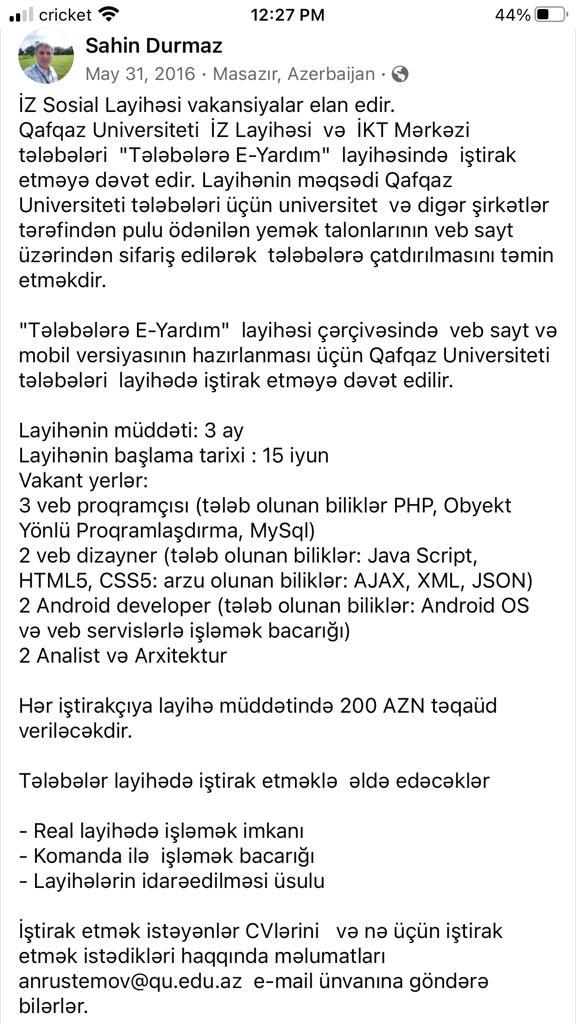 cricket 12:27 PM 44%
Sahin Durmaz
May 31, 2016 · Masazır, Azerbaijan ·
İZ Sosial Layihəsi vakansiyalar elan edir.
Qafqaz Universiteti İZ Layihəsi və İKT Mərkəzi
tələbələri "Tələbələrə E-Yardım" layihəsində iştirak
etməyə dəvət edir. Layihənin məqsədi Qafqaz
Universiteti tələbələri üçün universitet və digər şirkətlər
tərəfindən pulu ödənilən yemək talonlarının veb sayt
üzərindən sifariş edilərək tələbələrə çatdırılmasını təmin
etməkdir.
"Tələbələrə E-Yardım" layihəsi çərçivəsində veb sayt və
mobil versiyasının hazırlanması üçün Qafqaz Universiteti
tələbələri layihədə iştirak etməyə dəvət edilir.
Layihənin müddəti: 3 ay
Layihənin başlama tarixi : 15 iyun
Vakant yerlər:
3 veb proqramçısı (tələb olunan biliklər PHP, Obyekt
Yönlü Proqramlaşdırma, MySql)
2 veb dizayner (tələb olunan biliklər: Java Script,
HTML5, CSS5: arzu olunan biliklər: AJAX, XML, JSON)
2 Android developer (tələb olunan biliklər: Android OS
və veb servislərlə işləmək bacarığı)
2 Analist və Arxitektur
Hər iştirakçıya layihə müddətində 200 AZN təqaüd
veriləcəkdir.
Tələbələr layihədə iştirak etməklə əldə edəcəklər
- Real layihədə işləmək imkanı
- Komanda ilə işləmək bacarığı
- Layihələrin idarəedilməsi üsulu
İştirak etmək istəyənlər CVlərini və nə üçün iştirak
etmək istədikləri haqqında məlumatları
anrustemov@qu.edu.az e-mail ünvanına göndərə
bilərlər.